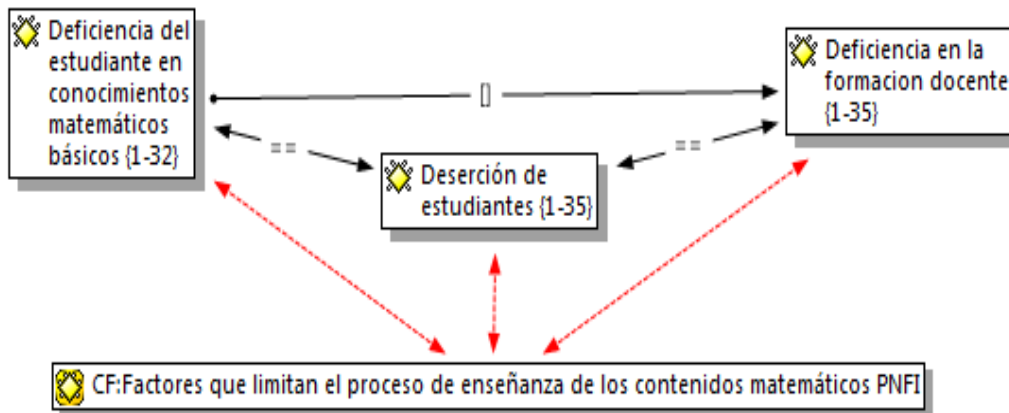 Deficiencia del
estudiante en
conocimientos
matemáticos
básicos {1-32}
[]
Deficiencia en la
formacion docente
{1-35}
==
==
Deserción de
estudiantes {1-35}
CF:Factores que limitan el proceso de enseñanza de los contenidos matemáticos PNFI